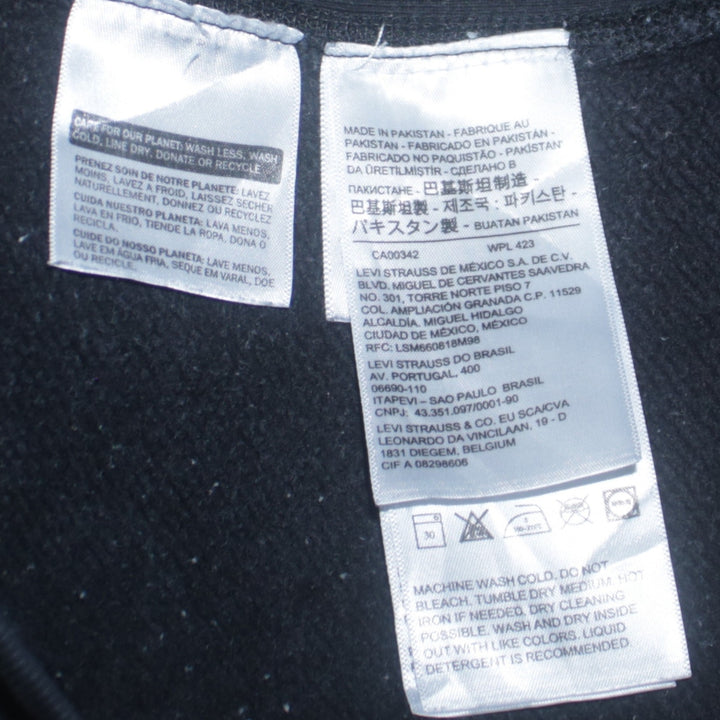 CARE FOR OUR PLANET: WASH LESS, WASH
COLD, LINE DRY, DONATE OR RECYCLE
PRENEZ SOIN DE NOTRE PLANETE: LAVEZ
MOINS, LAVEZ A FROID, LAISSEZ SECHER
NATURELLEMENT, DONNEZ OU RECYCLEZ
CUIDA NUESTRO PLANETA: LAVA MENOS,
LAVA EN FRIO, TIENDE LA ROPA, DONA O
RECICLA.
CUIDE DO NOSSO PLANETA: LAVE MENOS,
LAVE EM ÁGUA FRIA, SEQUE EM VARAL, DOE
OU RECICLE.
MADE IN PAKISTAN - FABRIQUE AU
PAKISTAN - FABRICADO EN PAKISTÁN -
FABRICADO NO PAQUISTÃO - PAKİSTAN'
DA ÜRETİLMİSTİR - СДЕЛАНО В
ПАКИСТАНЕ - 巴基斯坦制造 -
巴基斯坦製 - 제조국 : 파키스탄 -
パキスタン製 - BUATAN PAKISTAN
CA00342 WPL 423
LEVI STRAUSS DE MÉXICO S.A. DE C.V.
BLVD. MIGUEL DE CERVANTES SAAVEDRA
NO. 301, TORRE NORTE PISO 7
COL. AMPLIACIÓN GRANADA C.P. 11529
ALCALDÍA. MIGUEL HIDALGO
CIUDAD DE MÉXICO, MÉXICO
RFC: LSM660818M98
LEVI STRAUSS DO BRASIL
AV. PORTUGAL, 400
06690-110
ITAPEVI – SAO PAULO BRASIL
CNPJ: 43.351.097/0001-90
LEVI STRAUSS & CO. EU SCA/CVA
LEONARDO DA VINCILAAN, 19 - D
1831 DIEGEM, BELGIUM
CIF A 08298606
30
MACHINE WASH COLD. DO NOT
BLEACH. TUMBLE DRY MEDIUM. HOT
IRON IF NEEDED. DRY CLEANING
POSSIBLE. WASH AND DRY INSIDE
OUT WITH LIKE COLORS. LIQUID
DETERGENT IS RECOMMENDED.